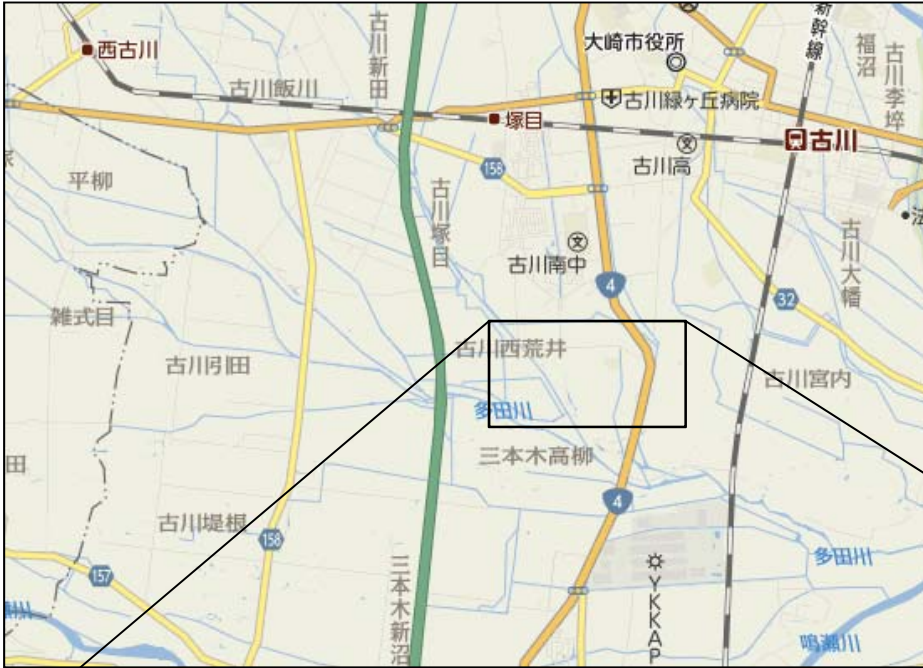 新幹線
古川新田
西古川
大崎市役所
福沼
古川李埣
古川飯川
古川緑ヶ丘病院
塚目
古川
158
古川高
平柳
古川塚目
古川南中
古川大幡
4
32
雑式目
古川西荒井
古川引田
古川宮内
多田川
三本木高柳
田
4
古川堤根
158
多田川
157
三本木新沼
YKKAP
鳴瀬川